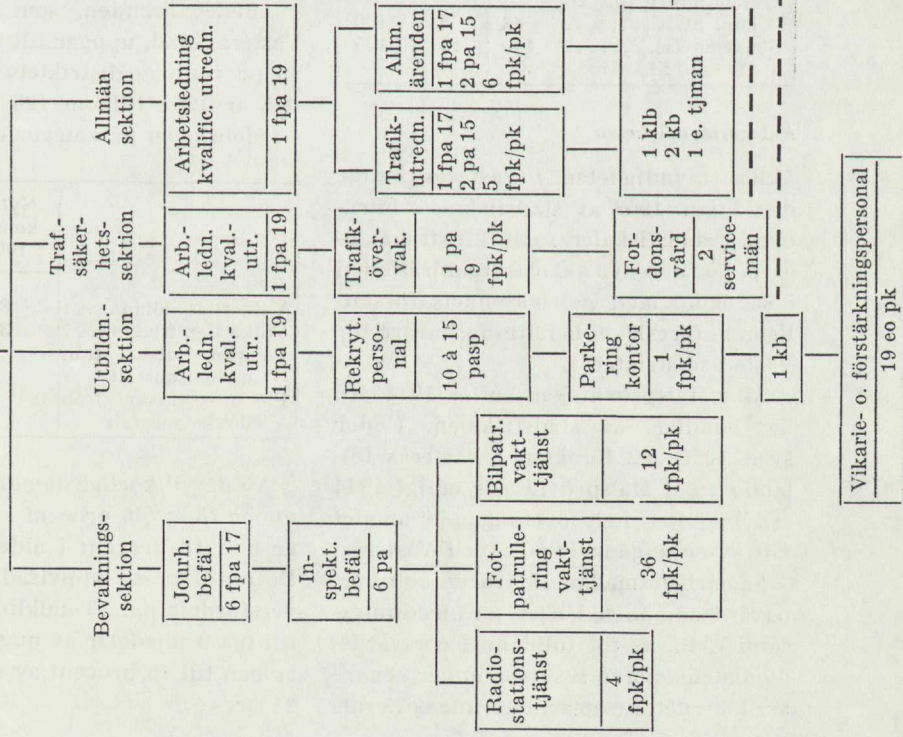 Bevaknings-
sektion
Jourh.
befäl
6 fpa 17
In-
spekt.
befäl
6 pa
Radio-
stations-
tjänst
4
fpk/pk
Fot-
patrulle-
ring
vakt-
tjänst
36
fpk/pk
Bilpatr.
vakt-
tjänst
12
fpk/pk
Utbildn.-
sektion
Arb.-
ledn.
kval.-
utr.
1 fpa 19
Rekryt-
perso-
nal
10 à 15
pasp
Parke-
ring
kontor
1
fpk/pk
1 kb
Traf.-
säker-
hets-
sektion
Arb.-
ledn.
kval.-
utr.
1 fpa 19
Trafik-
övervak.
3 pa
9
fpk/pk
Fordons-
vård
2
service-
män
Allmän
sektion
Arbetsledning
kvalific. utredn.
1 fpa 19
Trafik-
utredn
1 fpa 17
2 pa 15
5
fpk/pk
Allm.
ärenden
1 fpa 17
2 pa 15
6
fpk/pk
1 klb
2 kb
e. tjman
Vikarie- o. förstärkningspersonal
19 eo pk